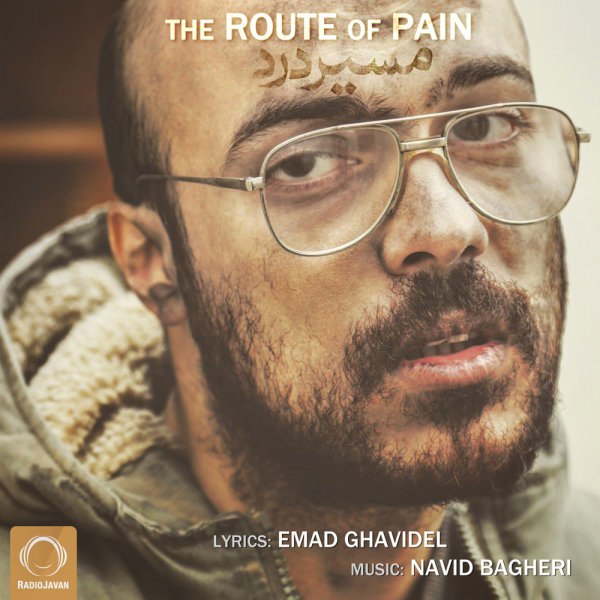 THE ROUTE OF PAIN
مسیر درد
LYRICS: EMAD GHAVIDEL
MUSIC: NAVID BAGHERI
RADIOJAVAN